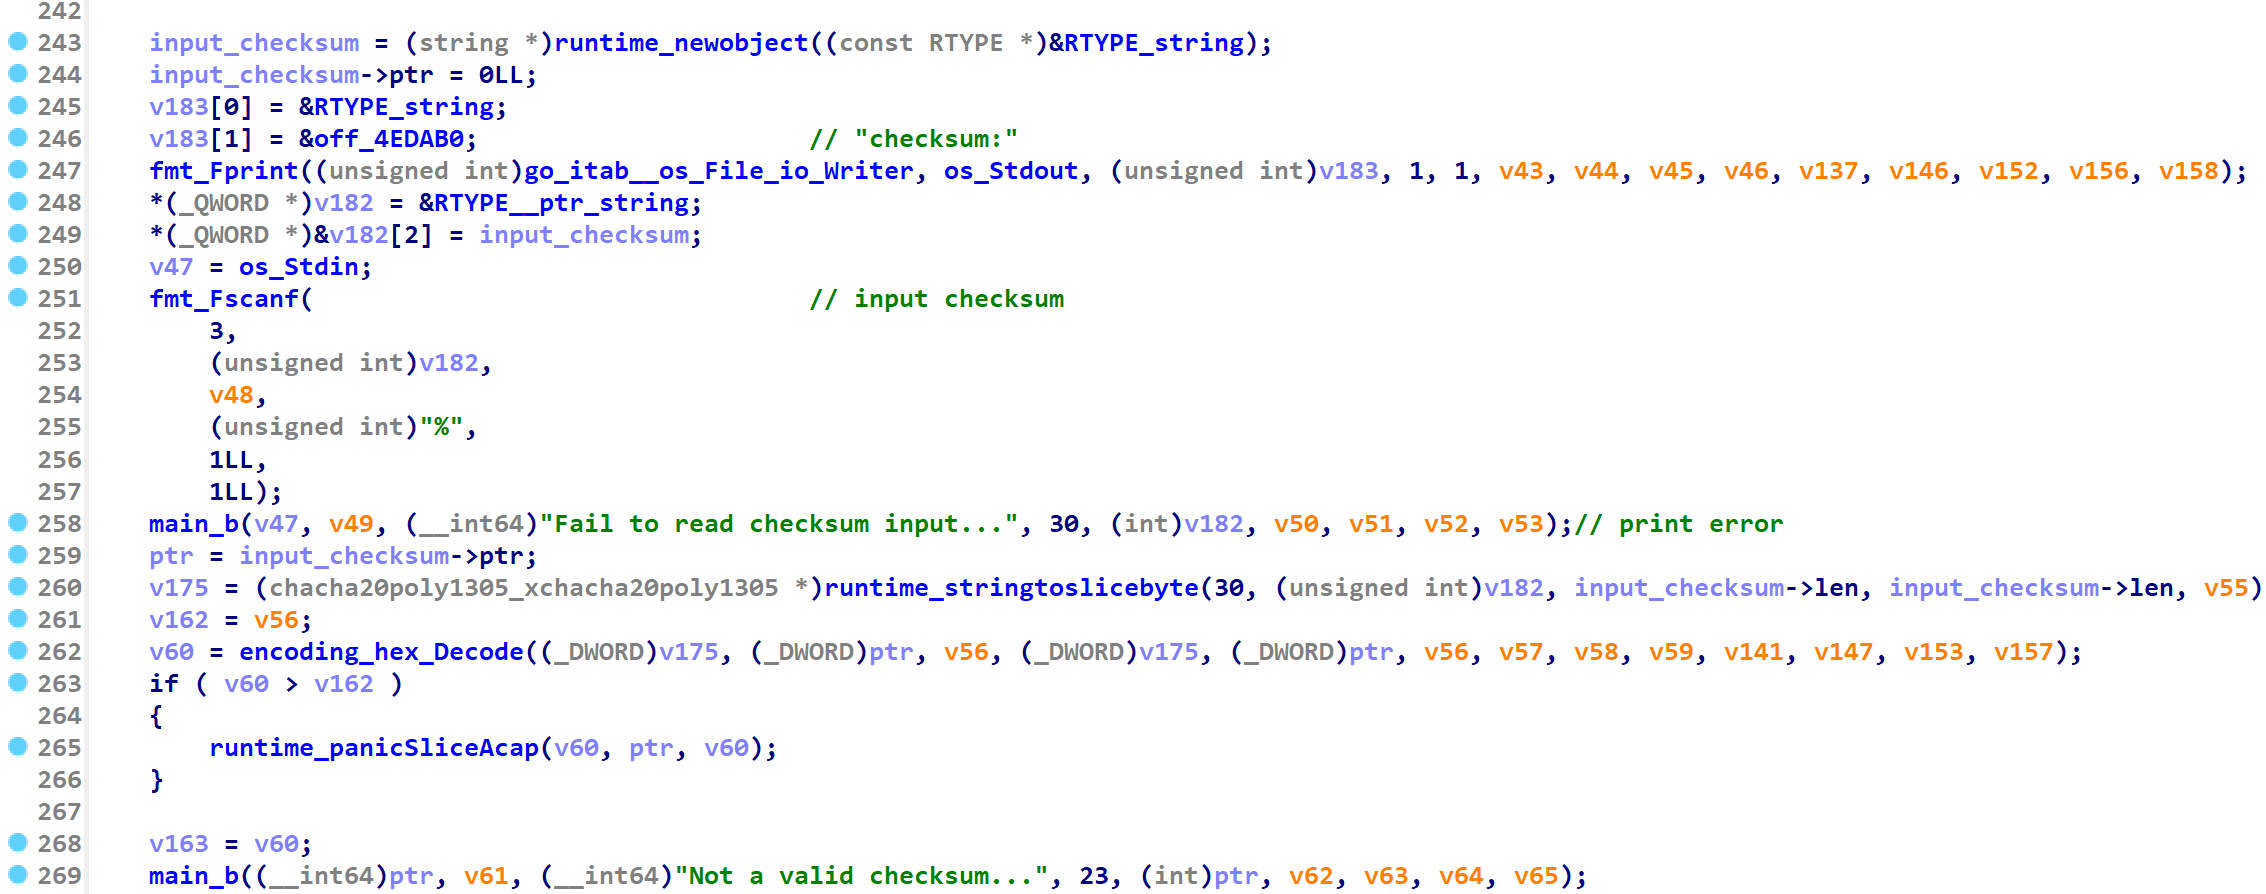 242
243 input_checksum = (string *)runtime_newobject((const RTYPE *)&RTYPE_string);
244 input_checksum->ptr = 0LL;
245 v183[0] = &RTYPE_string;
246 v183[1] = &off_4EDAB0; // "checksum:"
247 fmt_Fprint((unsigned int)go_itab__os_File_io_Writer, os_Stdout, (unsigned int)v183, 1, 1, v43, v44, v45, v46, v137, v146, v152, v156, v158);
248 *(_QWORD *)v182 = &RTYPE__ptr_string;
249 *(_QWORD *)&v182[2] = input_checksum;
250 v47 = os_Stdin;
251 fmt_Fscanf( // input checksum
252 3,
253 (unsigned int)v182,
254 v48,
255 (unsigned int)"%",
256 1LL,
257 1LL);
258 main_b(v47, v49, (__int64)"Fail to read checksum input...", 30, (int)v182, v50, v51, v52, v53);// print error
259 ptr = input_checksum->ptr;
260 v175 = (chacha20poly1305_xchacha20poly1305 *)runtime_stringtoslicebyte(30, (unsigned int)v182, input_checksum->len, input_checksum->len, v55)
261 v162 = v56;
262 v60 = encoding_hex_Decode((_DWORD)v175, (_DWORD)ptr, v56, (_DWORD)v175, (_DWORD)ptr, v56, v57, v58, v59, v141, v147, v153, v157);
263 if ( v60 > v162 )
264 {
265 runtime_panicSliceAcap(v60, ptr, v60);
266 }
267
268 v163 = v60;
269 main_b((__int64)ptr, v61, (__int64)"Not a valid checksum...", 23, (int)ptr, v62, v63, v64, v65);